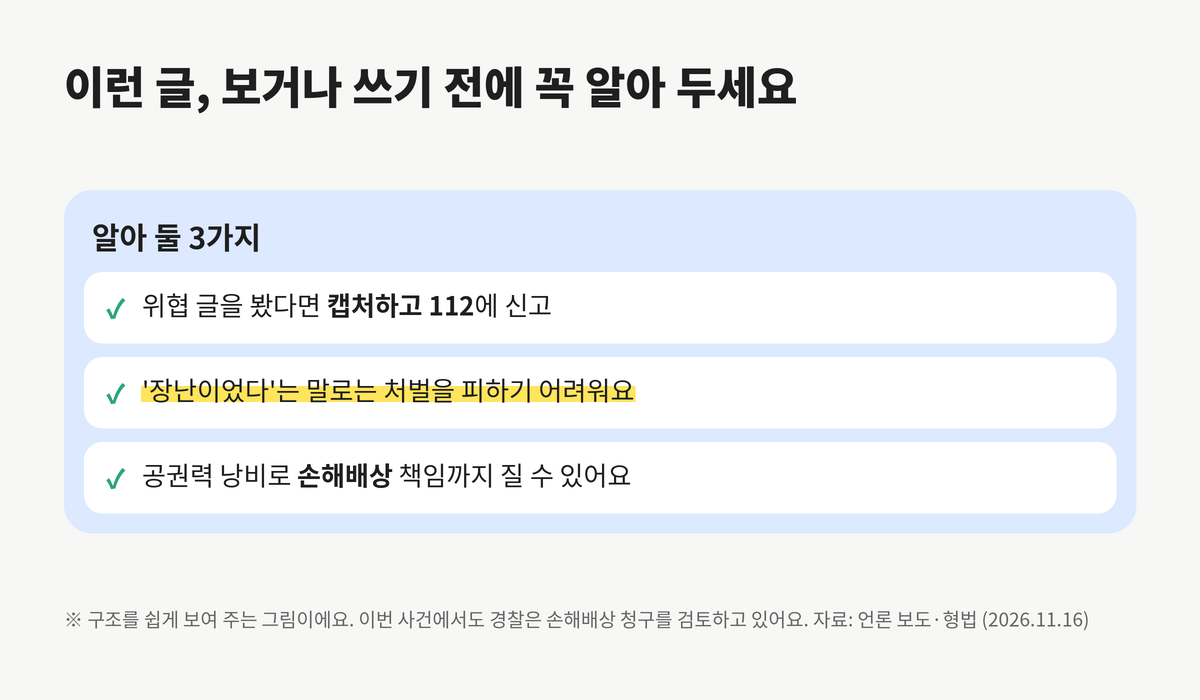 이런 글, 보거나 쓰기 전에 꼭 알아 두세요
알아 둘 3가지
✓ 위협 글을 봤다면 캡처하고 112에 신고
✓ '장난이었다'는 말로는 처벌을 피하기 어려워요
✓ 공권력 낭비로 손해배상 책임까지 질 수 있어요
※ 구조를 쉽게 보여 주는 그림이에요. 이번 사건에서도 경찰은 손해배상 청구를 검토하고 있어요. 자료: 언론 보도·형법 (2026.11.16)